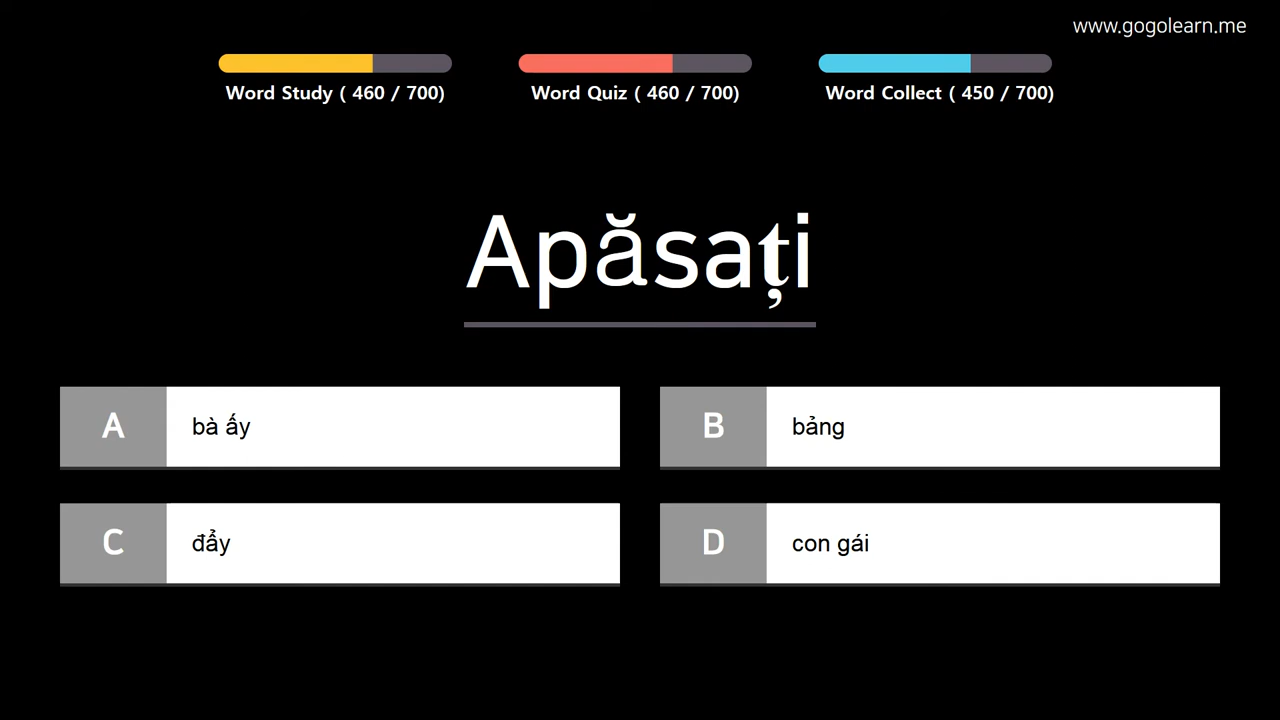 www.gogolearn.me
Word Study ( 460 / 700)
Word Quiz ( 460 / 700)
Word Collect ( 450 / 700)
Apăsați
A bà ấy
B bảng
C đẩy
D con gái